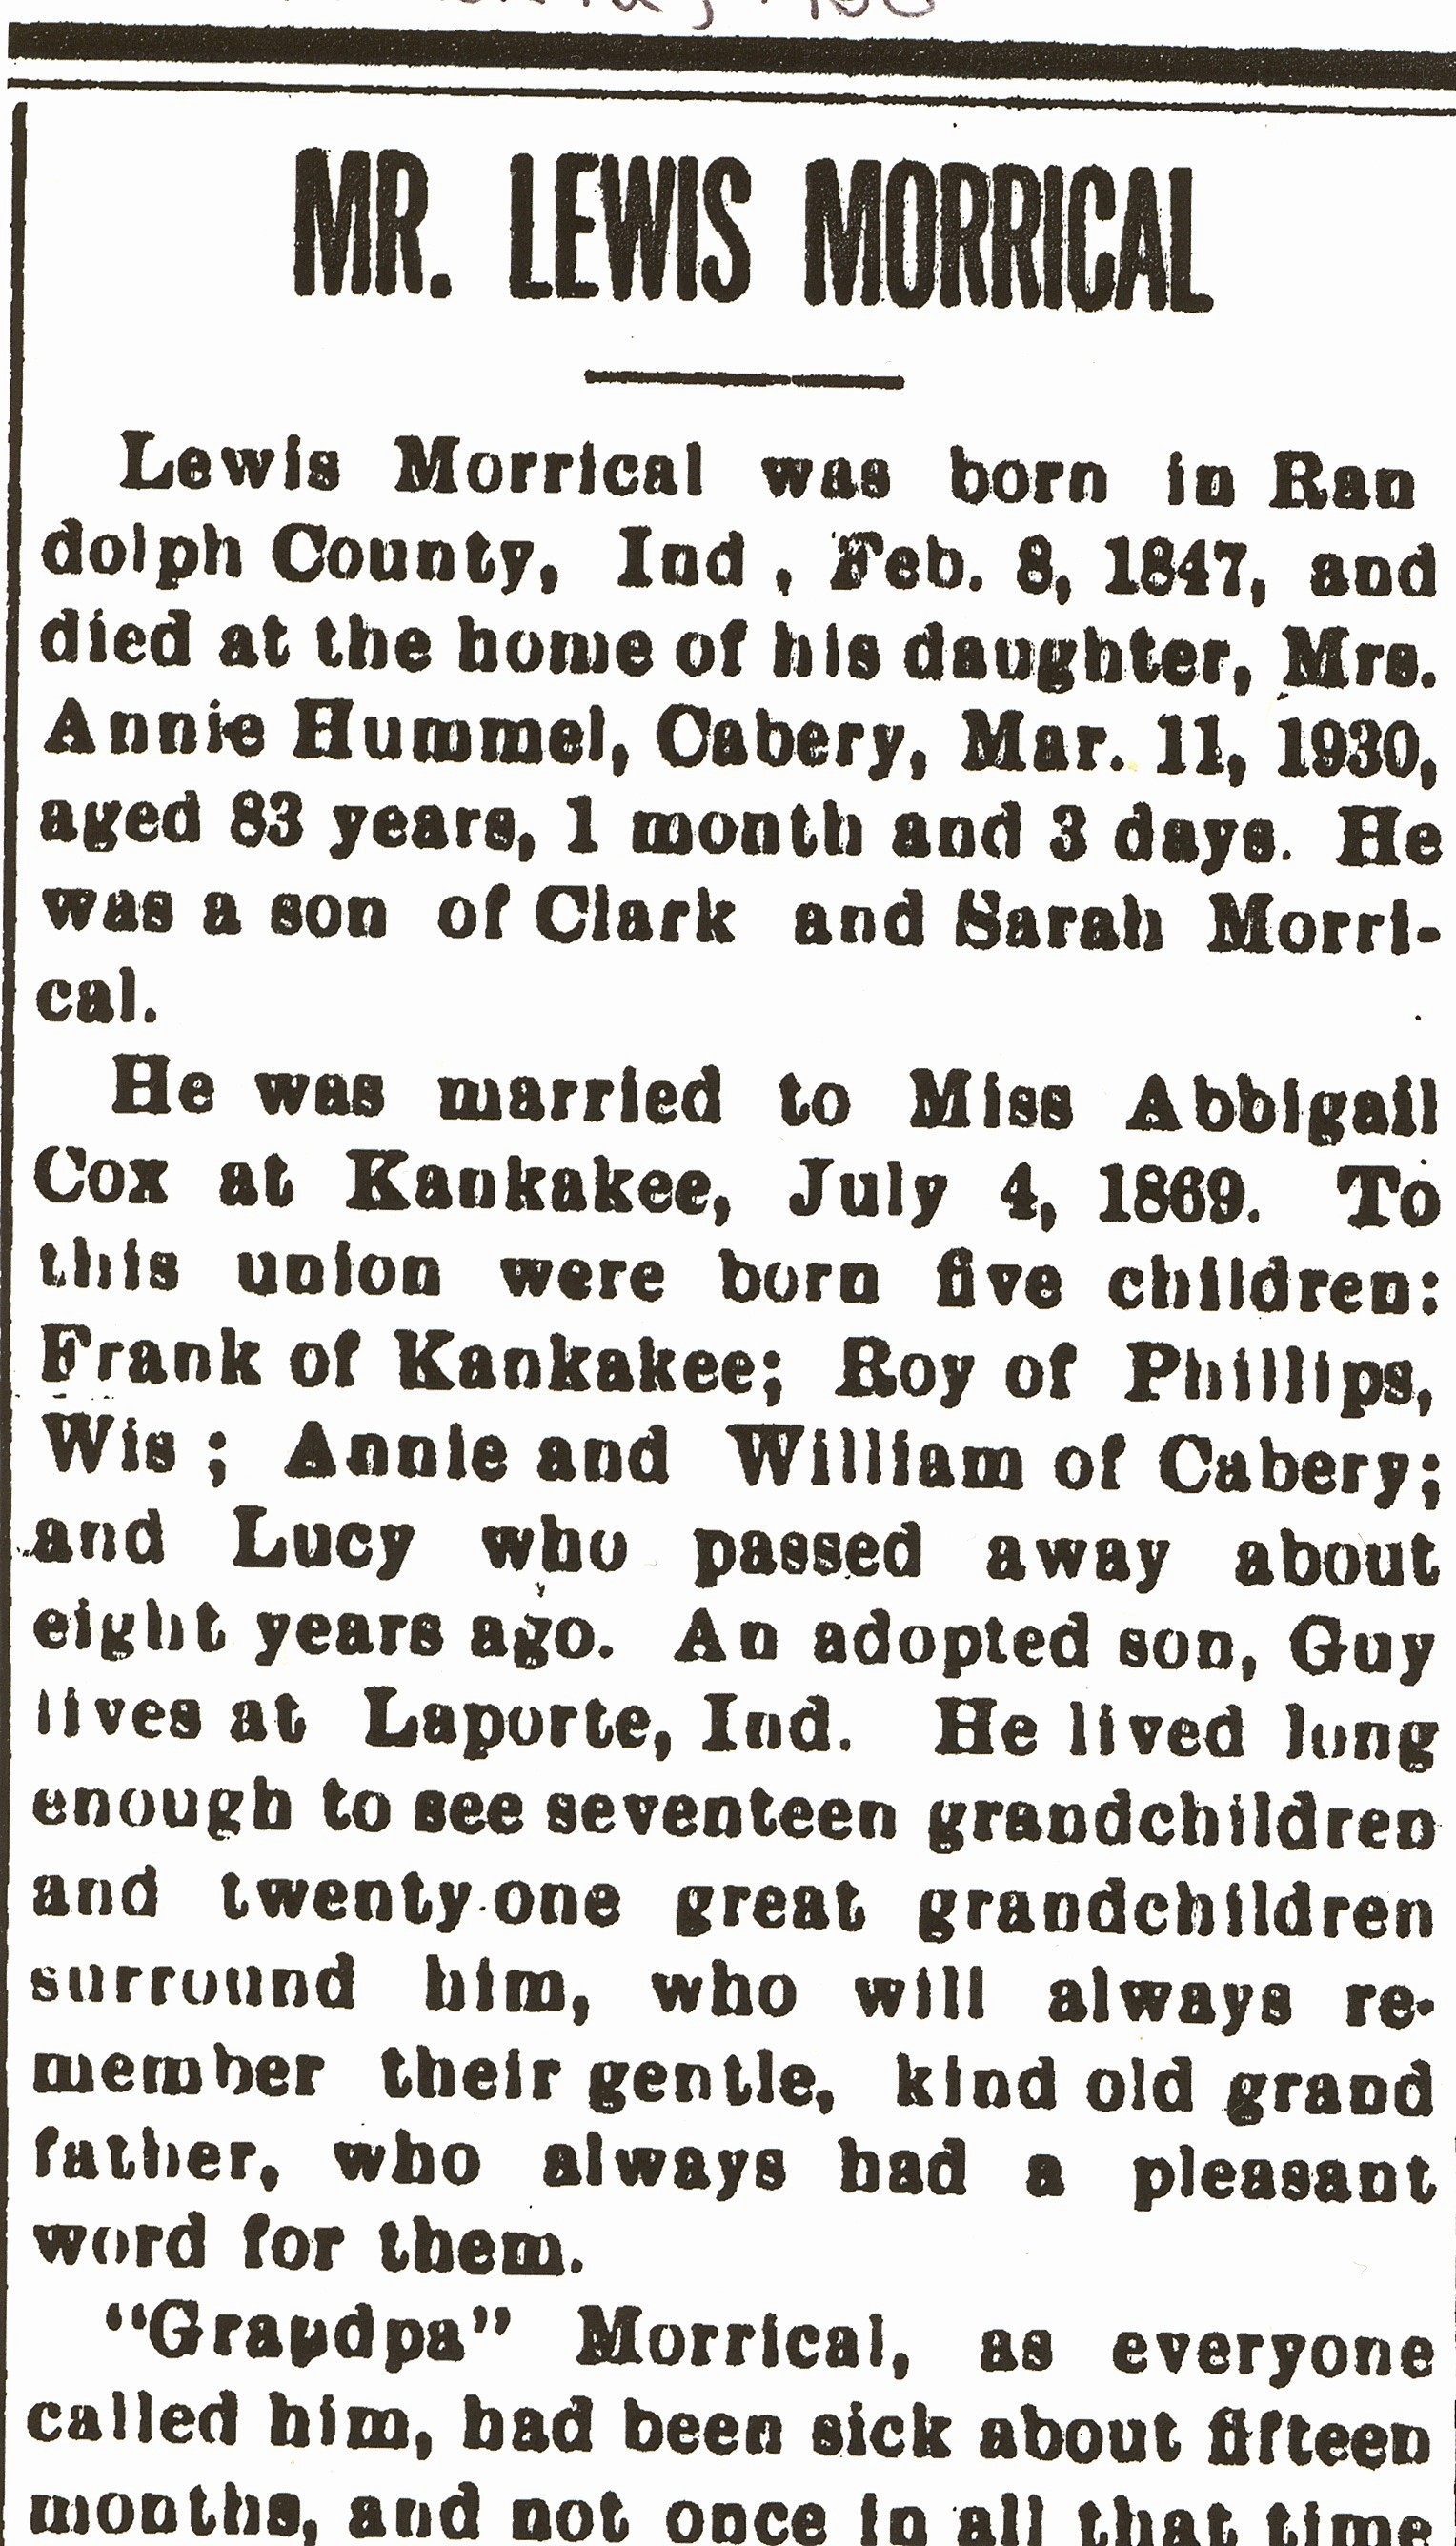 MR. LEWIS MORRICAL
Lewis Morrical was born in Ran
dolph County, Ind , Feb. 8, 1847, and
died at the home of his daughter, Mrs.
Annie Hummel, Cabery, Mar. 11, 1930,
aged 83 years, 1 month and 3 days. He
was a son of Clark and Sarah Morri-
cal.
He was married to Miss Abbigail
Cox at Kankakee, July 4, 1869. To
this union were born five children:
Frank of Kankakee; Roy of Phillips,
Wis ; Annie and William of Cabery;
and Lucy who passed away about
eight years ago. An adopted son, Guy
lives at Laporte, Ind. He lived long
enough to see seventeen grandchildren
and twenty-one great grandchildren
surround him, who will always re-
member their gentle, kind old grand
father, who always had a pleasant
word for them.
"Grandpa" Morrical, as everyone
called him, had been sick about fifteen
months, and not once in all that time